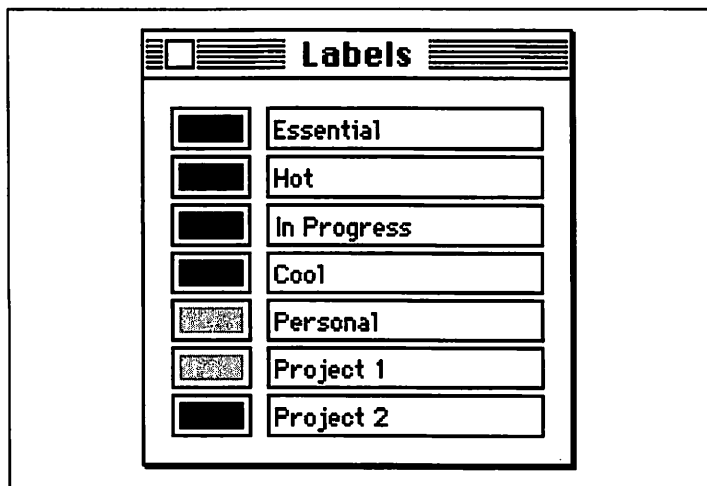 Labels
Essential
Hot
In Progress
Cool
Personal
Project 1
Project 2